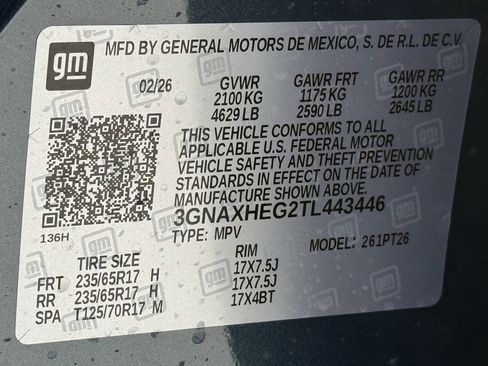 gm
MFD BY GENERAL MOTORS DE MEXICO, S. DE R.L. DE C.V.
02/26 GVWR GAWR FRT GAWR RR
2100 KG 1175 KG 1200 KG
4629 LB 2590 LB 2645 LB
THIS VEHICLE CONFORMS TO ALL
APPLICABLE U.S. FEDERAL MOTOR
VEHICLE SAFETY AND THEFT PREVENTION
STANDARDS IN EFFECT ON THE DATE OF
MANUFACTURE SHOWN ABOVE.
3GNAXHEG2TL443446
136H
TYPE: MPV MODEL: 261PT26
TIRE SIZE RIM
FRT 235/65R17 H 17X7.5J
RR 235/65R17 H 17X7.5J
SPA T125/70R17 M 17X4BT